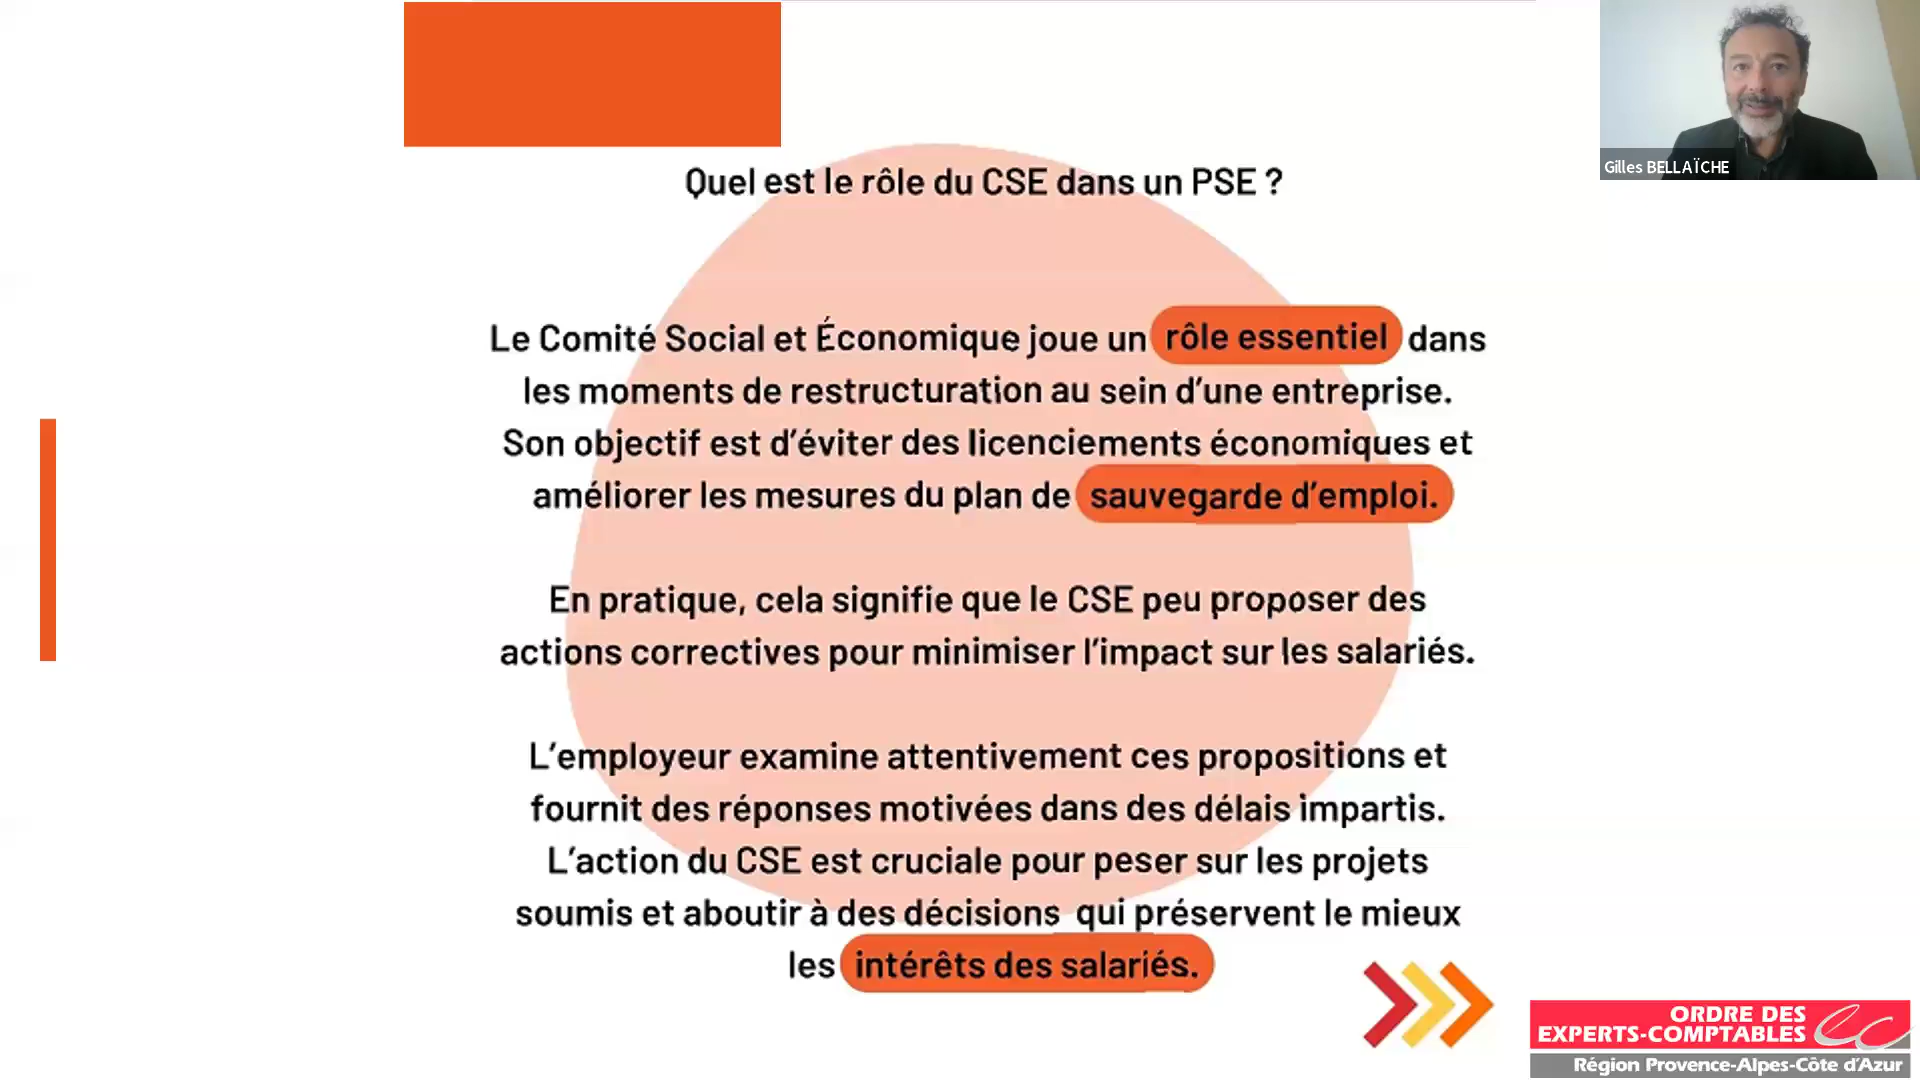 Gilles BELLAÏCHE
Quel est le rôle du CSE dans un PSE ?
Le Comité Social et Économique joue un rôle essentiel dans
les moments de restructuration au sein d’une entreprise.
Son objectif est d’éviter des licenciements économiques et
améliorer les mesures du plan de sauvegarde d’emploi.
En pratique, cela signifie que le CSE peu proposer des
actions correctives pour minimiser l’impact sur les salariés.
L’employeur examine attentivement ces propositions et
fournit des réponses motivées dans des délais impartis.
L’action du CSE est cruciale pour peser sur les projets
soumis et aboutir à des décisions qui préservent le mieux
les intérêts des salariés.
ORDRE DES
EXPERTS-COMPTABLES
Région Provence-Alpes-Côte d’Azur